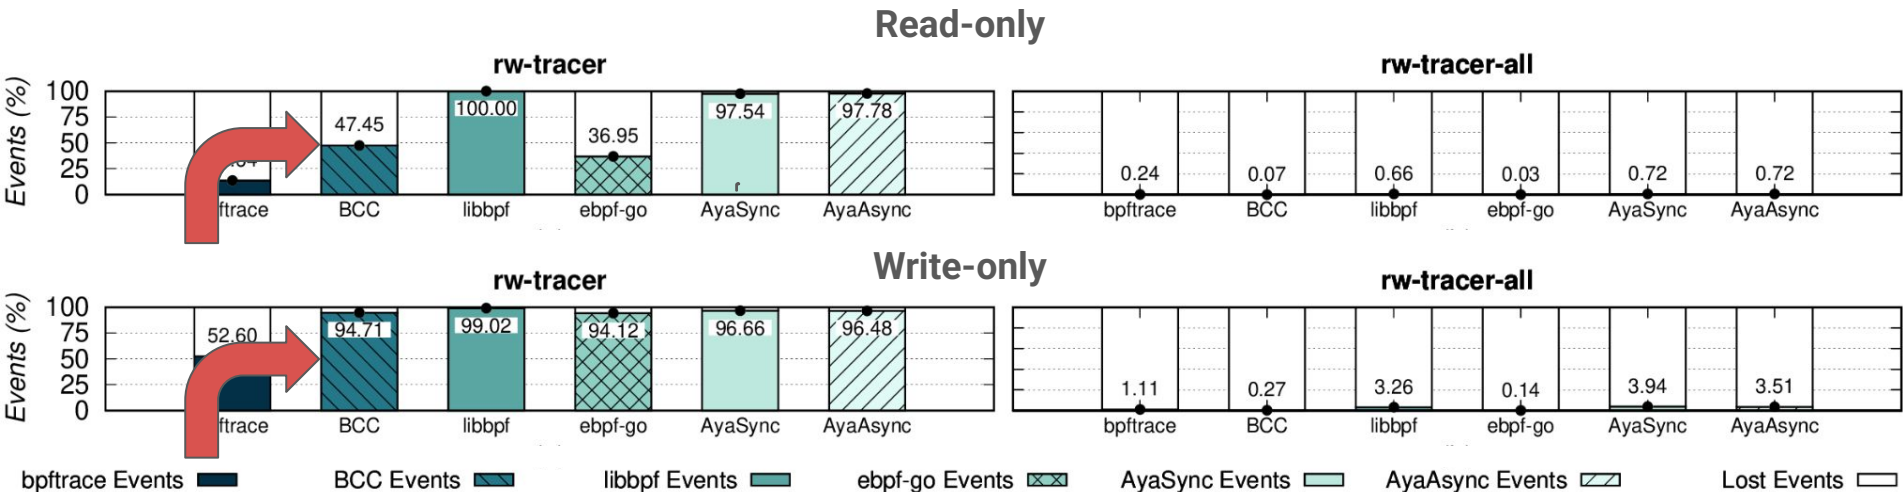 Read-only
rw-tracer
rw-tracer-all
Events (%)
100
75
50
25
0
47.45
100.00
36.95
97.54
97.78
ftrace
BCC
libbpf
ebpf-go
AyaSync
AyaAsync
0.24
0.07
0.66
0.03
0.72
0.72
bpftrace
BCC
libbpf
ebpf-go
AyaSync
AyaAsync
Write-only
rw-tracer
rw-tracer-all
Events (%)
100
75
50
25
0
52.60
94.71
99.02
94.12
96.66
96.48
ftrace
BCC
libbpf
ebpf-go
AyaSync
AyaAsync
1.11
0.27
3.26
0.14
3.94
3.51
bpftrace
BCC
libbpf
ebpf-go
AyaSync
AyaAsync
bpftrace Events
BCC Events
libbpf Events
ebpf-go Events
AyaSync Events
AyaAsync Events
Lost Events